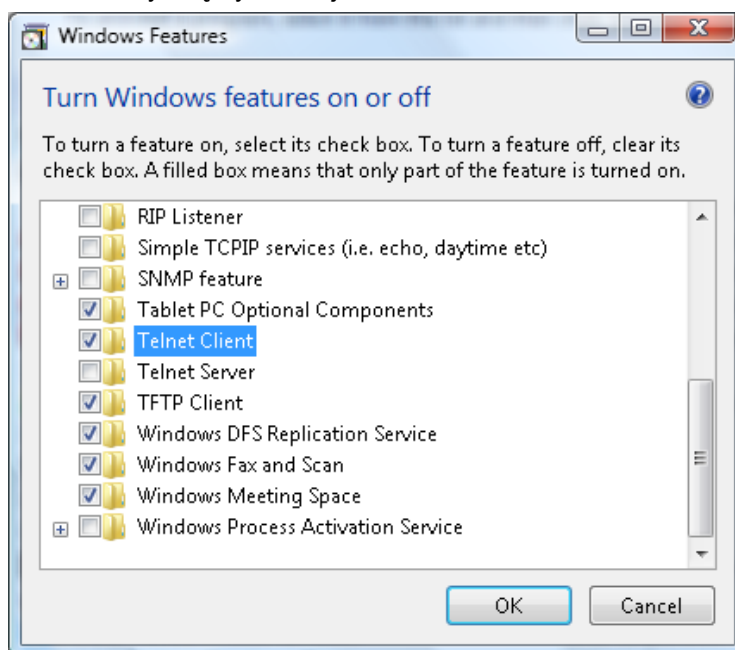 Windows Features
Turn Windows features on or off
To turn a feature on, select its check box. To turn a feature off, clear its
check box. A filled box means that only part of the feature is turned on.
RIP Listener
Simple TCPIP services (i.e. echo, daytime etc)
SNMP feature
Tablet PC Optional Components
Telnet Client
Telnet Server
TFTP Client
Windows DFS Replication Service
Windows Fax and Scan
Windows Meeting Space
Windows Process Activation Service
OK Cancel